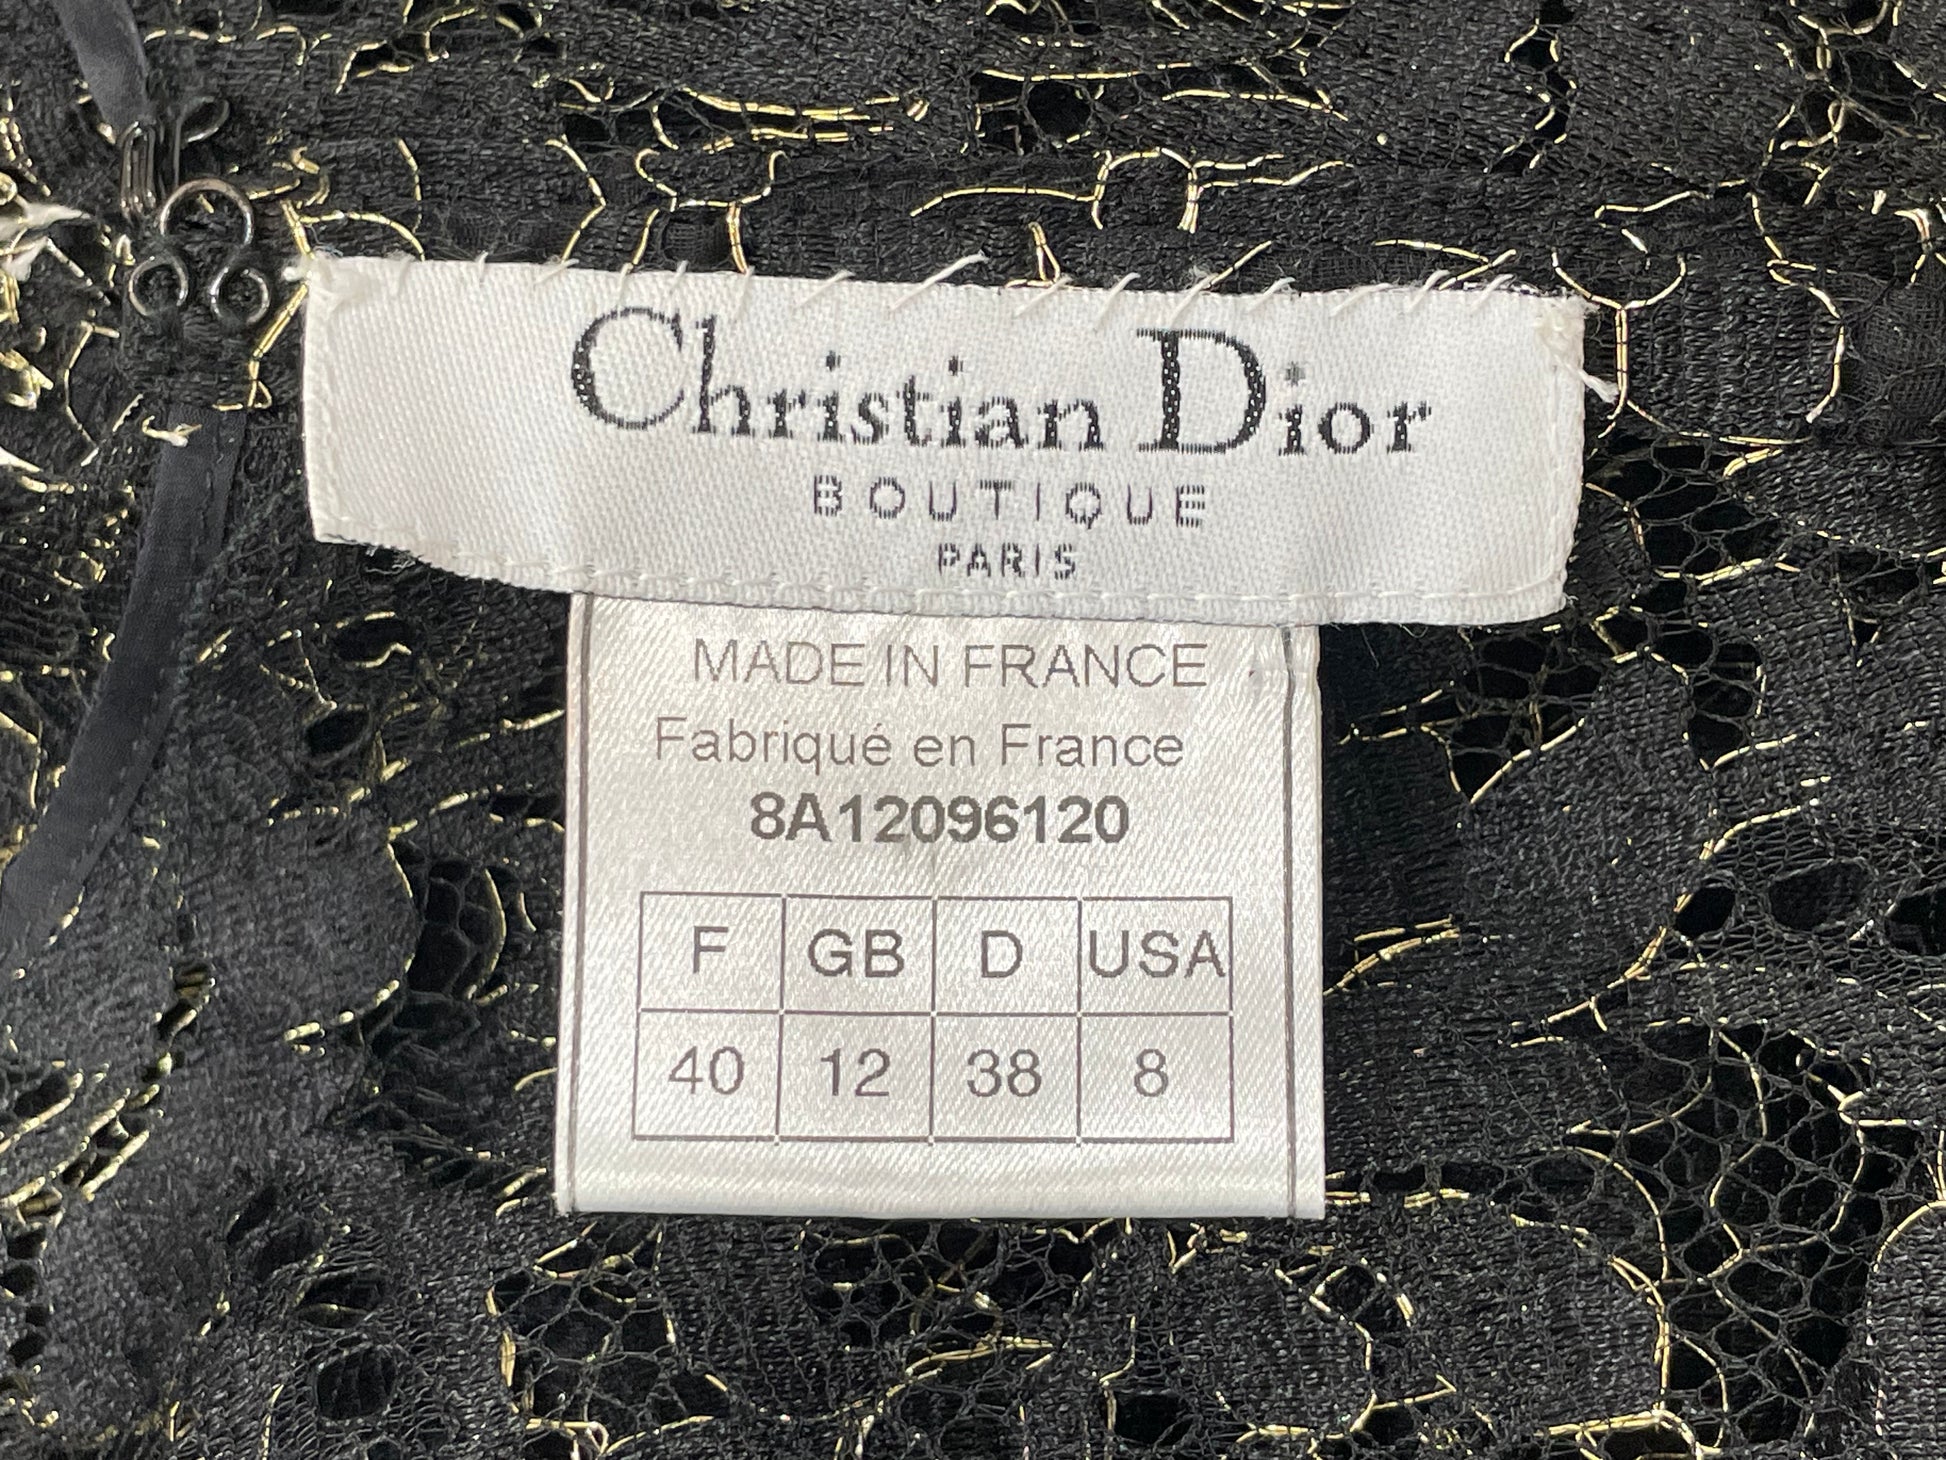 Christian Dior
BOUTIQUE
PARIS
MADE IN FRANCE
Fabriqué en France
8A12096120
F GB D USA
40 12 38 8